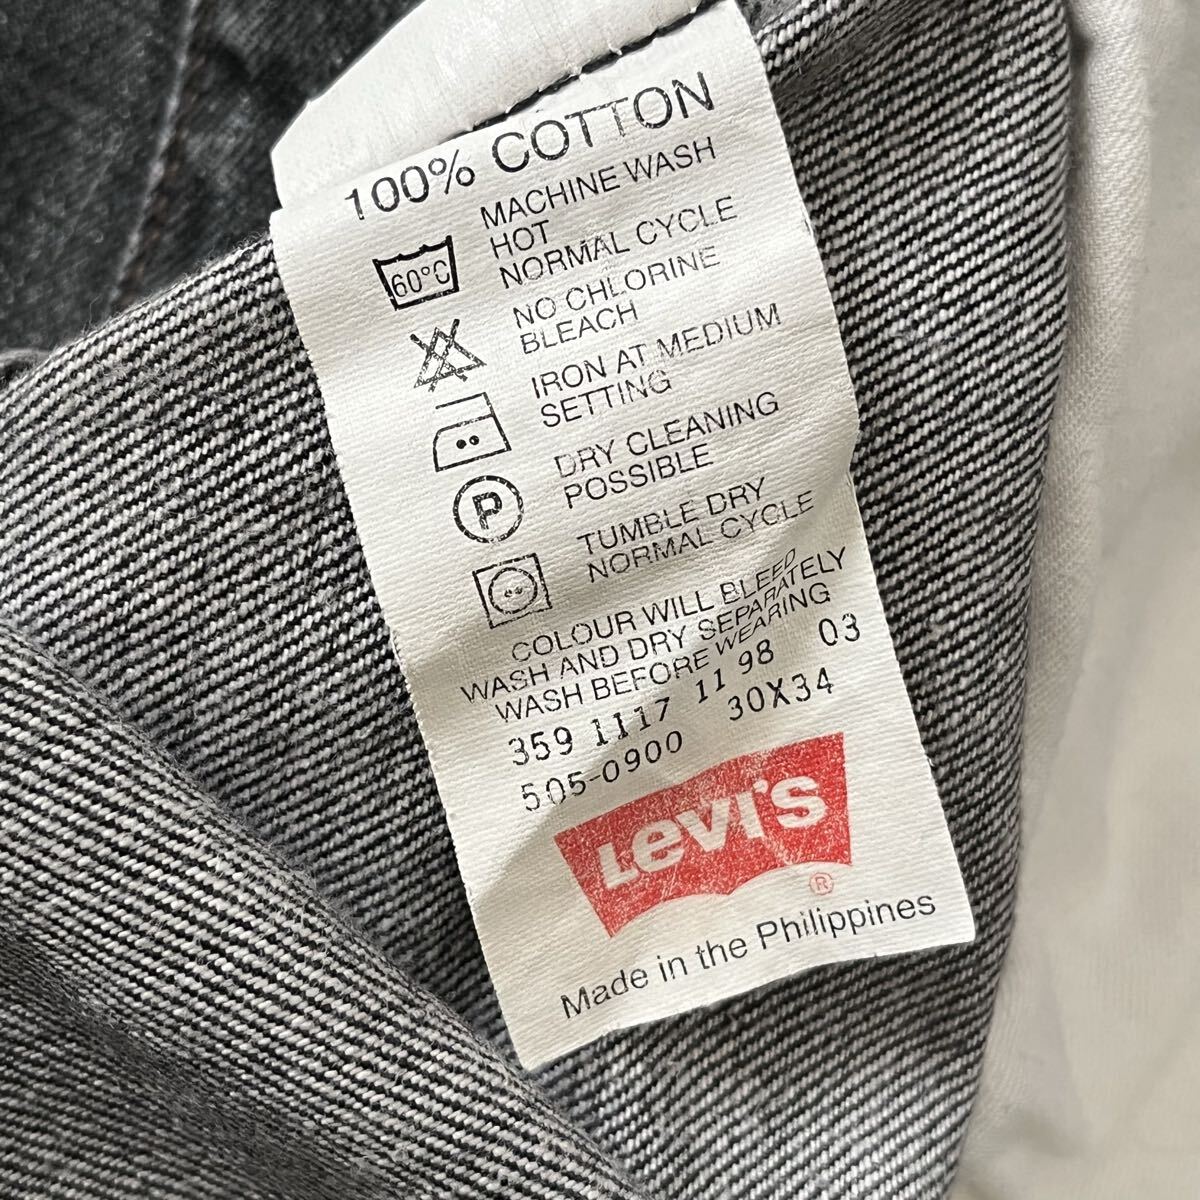 100% COTTON
60°C
MACHINE WASH
HOT
NORMAL CYCLE
NO CHLORINE
BLEACH
IRON AT MEDIUM
SETTING
P
DRY CLEANING
POSSIBLE
TUMBLE DRY
NORMAL CYCLE
COLOUR WILL BLEED
WASH AND DRY SEPARATELY
WASH BEFORE WEARING
359 1117 11 98 03
505-0900 30X34
Levi's
®
Made in the Philippines